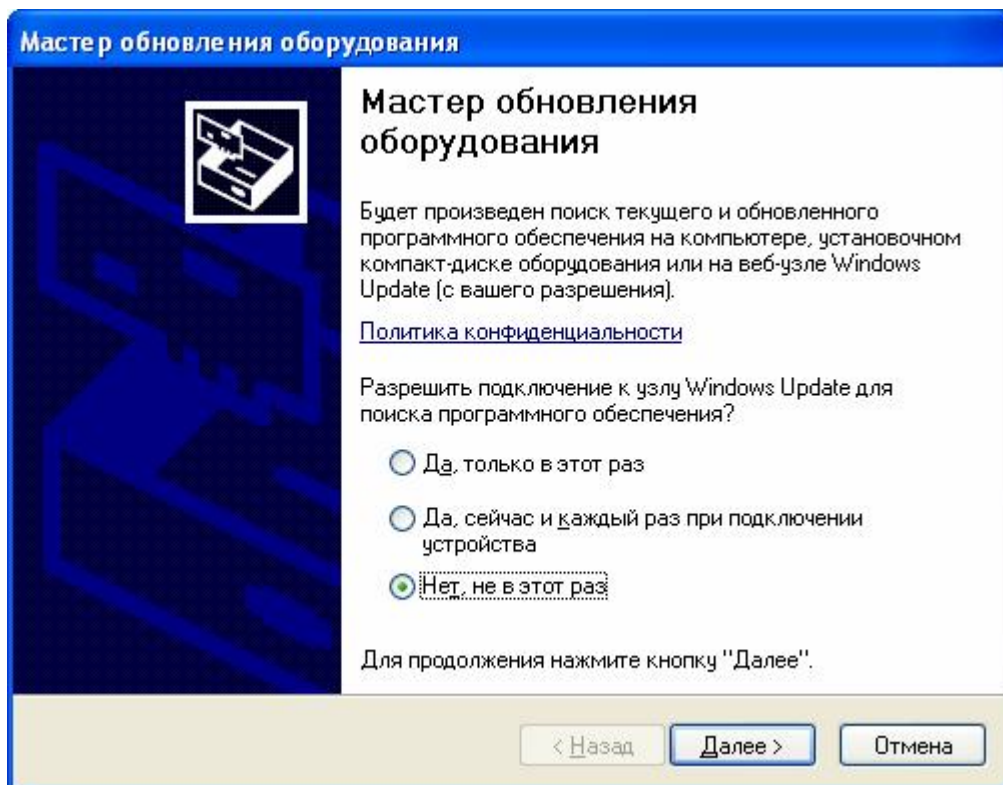 Мастер обновления оборудования
Мастер обновления
оборудования
Будет произведен поиск текущего и обновленного
программного обеспечения на компьютере, установочном
компакт-диске оборудования или на веб-узле Windows
Update (с вашего разрешения).
Политика конфиденциальности
Разрешить подключение к узлу Windows Update для
поиска программного обеспечения?
Да, только в этот раз
Да, сейчас и каждый раз при подключении
устройства
Нет, не в этот раз
Для продолжения нажмите кнопку "Далее".
< Назад
Далее >
Отмена